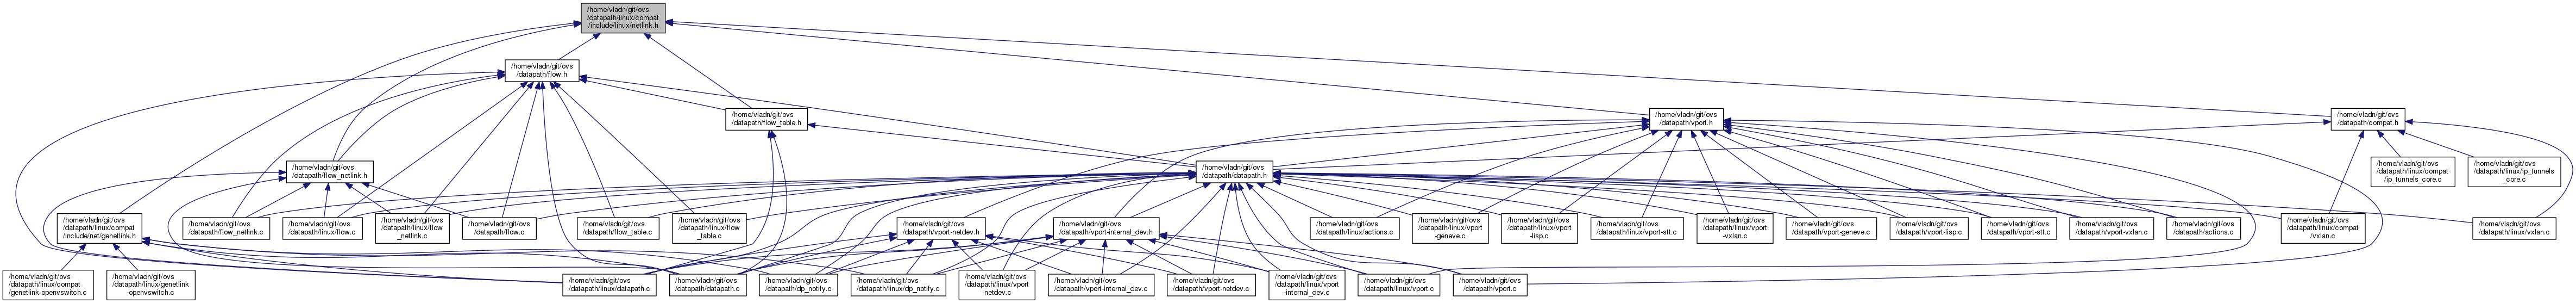 /home/vladn/git/ovs
/datapath/linux/compat
/include/linux/netlink.h
/home/vladn/git/ovs
/datapath/flow.h
/home/vladn/git/ovs
/datapath/flow_table.h
/home/vladn/git/ovs
/datapath/vport.h
/home/vladn/git/ovs
/datapath/compat.h
/home/vladn/git/ovs
/datapath/flow_netlink.h
/home/vladn/git/ovs
/datapath/datapath.h
/home/vladn/git/ovs
/datapath/linux/compat
/ip_tunnels_core.c
/home/vladn/git/ovs
/datapath/linux/ip_tunnels
_core.c
/home/vladn/git/ovs
/datapath/linux/compat
/include/net/genetlink.h
/home/vladn/git/ovs
/datapath/flow_netlink.c
/home/vladn/git/ovs
/datapath/linux/flow.c
/home/vladn/git/ovs
/datapath/linux/flow
_netlink.c
/home/vladn/git/ovs
/datapath/flow.c
/home/vladn/git/ovs
/datapath/flow_table.c
/home/vladn/git/ovs
/datapath/linux/flow
_table.c
/home/vladn/git/ovs
/datapath/vport-netdev.h
/home/vladn/git/ovs
/datapath/vport-internal_dev.h
/home/vladn/git/ovs
/datapath/linux/actions.c
/home/vladn/git/ovs
/datapath/linux/vport
-geneve.c
/home/vladn/git/ovs
/datapath/linux/vport
-lisp.c
/home/vladn/git/ovs
/datapath/linux/vport-stt.c
/home/vladn/git/ovs
/datapath/linux/vport
-vxlan.c
/home/vladn/git/ovs
/datapath/vport-geneve.c
/home/vladn/git/ovs
/datapath/vport-lisp.c
/home/vladn/git/ovs
/datapath/vport-stt.c
/home/vladn/git/ovs
/datapath/vport-vxlan.c
/home/vladn/git/ovs
/datapath/actions.c
/home/vladn/git/ovs
/datapath/linux/compat
/vxlan.c
/home/vladn/git/ovs
/datapath/linux/vxlan.c
/home/vladn/git/ovs
/datapath/linux/compat
/genetlink-openvswitch.c
/home/vladn/git/ovs
/datapath/linux/genetlink
-openvswitch.c
/home/vladn/git/ovs
/datapath/linux/datapath.c
/home/vladn/git/ovs
/datapath/datapath.c
/home/vladn/git/ovs
/datapath/dp_notify.c
/home/vladn/git/ovs
/datapath/linux/dp_notify.c
/home/vladn/git/ovs
/datapath/linux/vport
-netdev.c
/home/vladn/git/ovs
/datapath/vport-internal_dev.c
/home/vladn/git/ovs
/datapath/vport-netdev.c
/home/vladn/git/ovs
/datapath/linux/vport
-internal_dev.c
/home/vladn/git/ovs
/datapath/linux/vport.c
/home/vladn/git/ovs
/datapath/vport.c